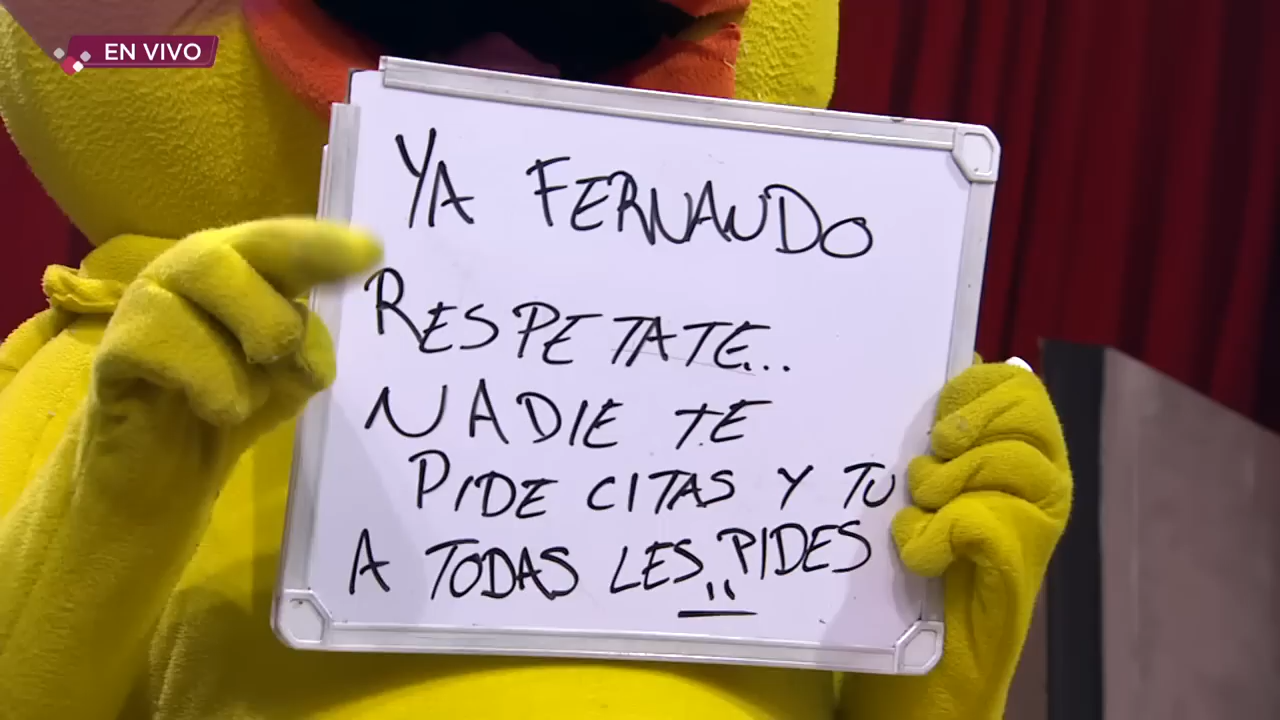 EN VIVO
YA FERNANDO
RESPETATE...
NADIE TE
PIDE CITAS Y TU
A TODAS LES PIDES